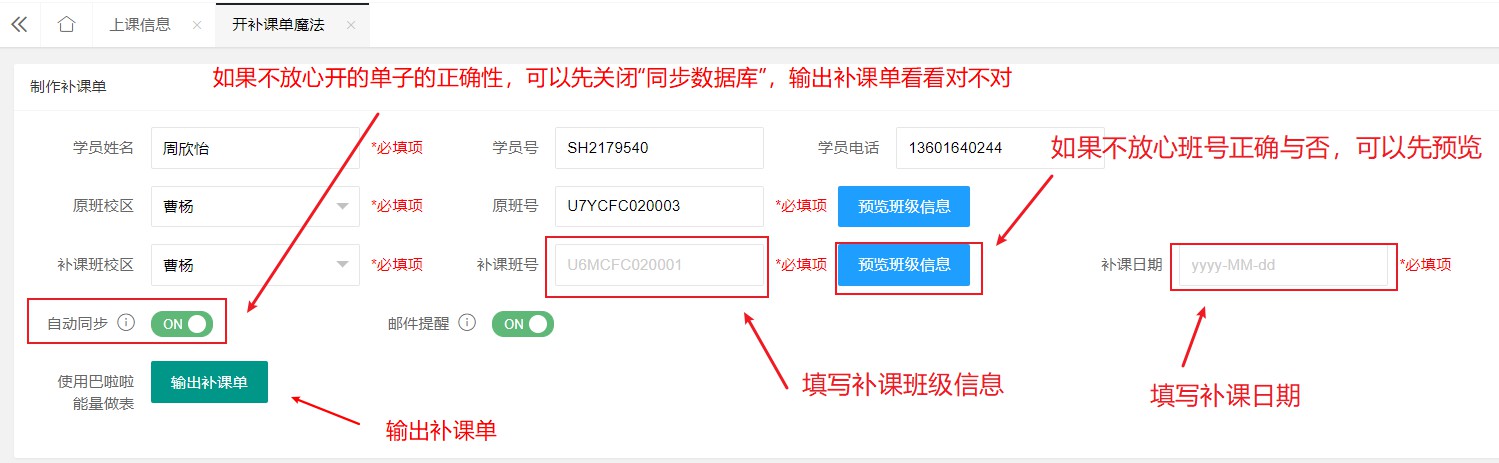 上课信息
开补课单魔法
如果不放心开的单子的正确性，可以先关闭“同步数据库”，输出补课单看看对不对
制作补课单
学员姓名 周欣怡 *必填项 学员号 SH2179540 学员电话 13601640244
如果不放心班号正确与否，可以先预览
原班校区 曹杨 *必填项 原班号 U7YCFC020003 *必填项 预览班级信息
补课班校区 曹杨 *必填项 补课班号 U6MCFC020001 *必填项 预览班级信息 补课日期 yyyy-MM-dd *必填项
自动同步 ON 邮件提醒 ON
使用巴啦啦
能量做表
输出补课单
填写补课班级信息
填写补课日期
输出补课单